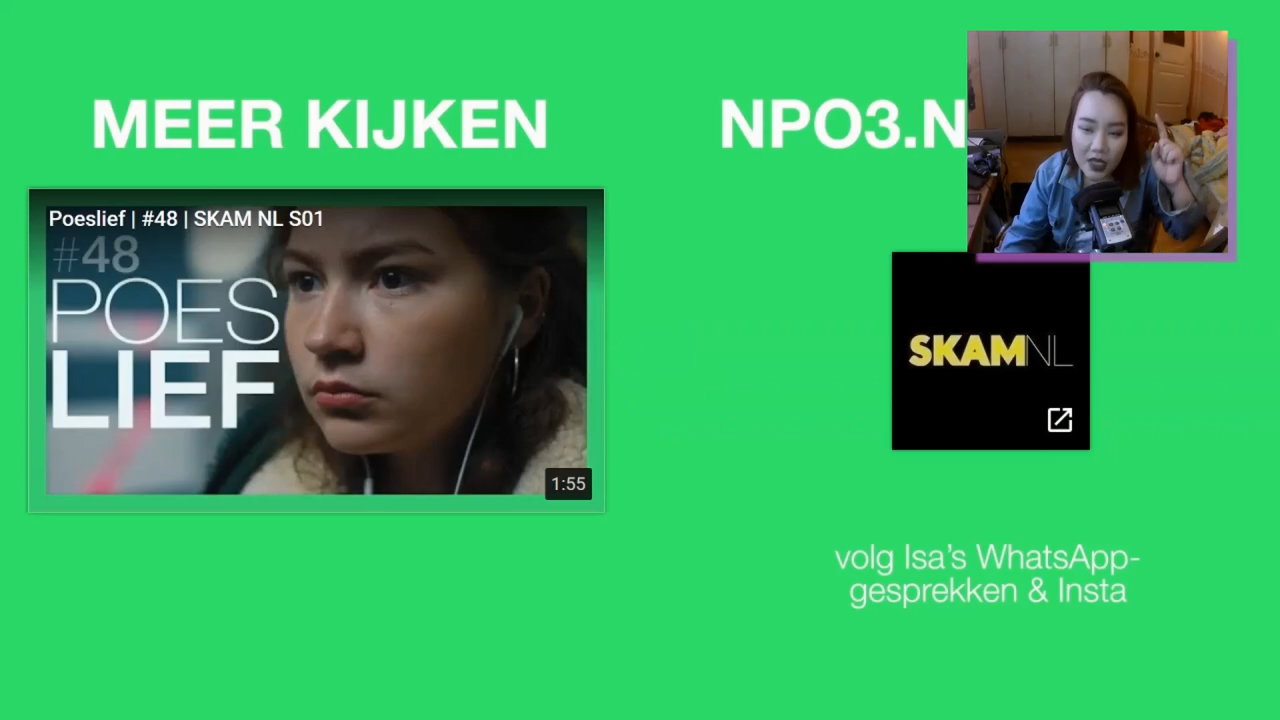 MEER KIJKEN
Poeslief | #48 | SKAM NL S01
#48
POES
LIEF
1:55
NPO3.N
SKAMNL
volg Isa's WhatsApp-
gesprekken & Insta